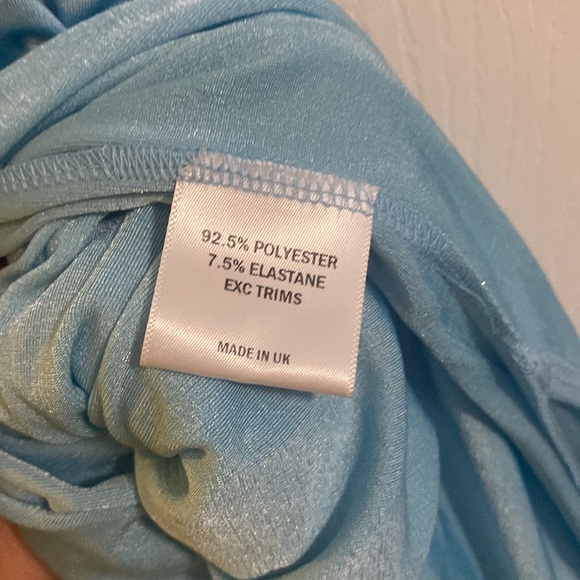 92.5% POLYESTER
7.5% ELASTANE
EXC TRIMS
MADE IN UK